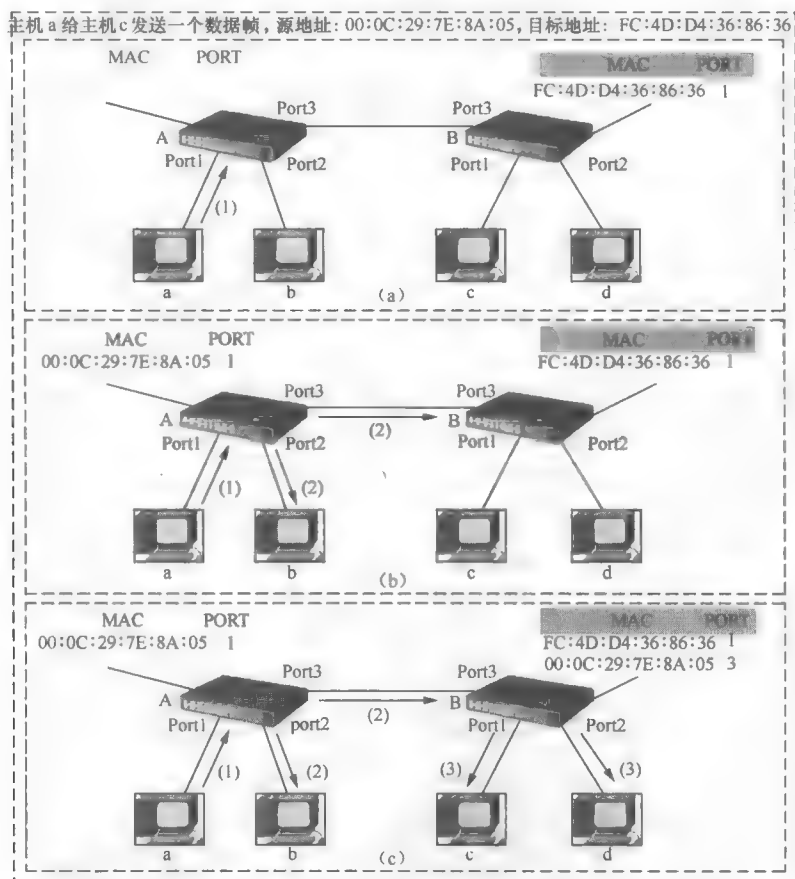 主机a给主机c发送一个数据帧，源地址：00:0C:29:7E:8A:05，目标地址：FC:4D:D4:36:86:36
MAC PORT
MAC PORT
FC:4D:D4:36:86:36 1
Port3
Port3
A
B
Port1
Port2
Port1
Port2
(1)
a
b
c
d
(a)
MAC PORT
00:0C:29:7E:8A:05 1
MAC PORT
FC:4D:D4:36:86:36 1
Port3
Port3
A
(2)
B
Port1
Port2
Port1
Port2
(1)
(2)
a
b
c
d
(b)
MAC PORT
00:0C:29:7E:8A:05 1
MAC PORT
FC:4D:D4:36:86:36 1
00:0C:29:7E:8A:05 3
Port3
Port3
A
(2)
B
Port1
port2
Port1
Port2
(1)
(2)
(3)
(3)
a
b
c
d
(c)